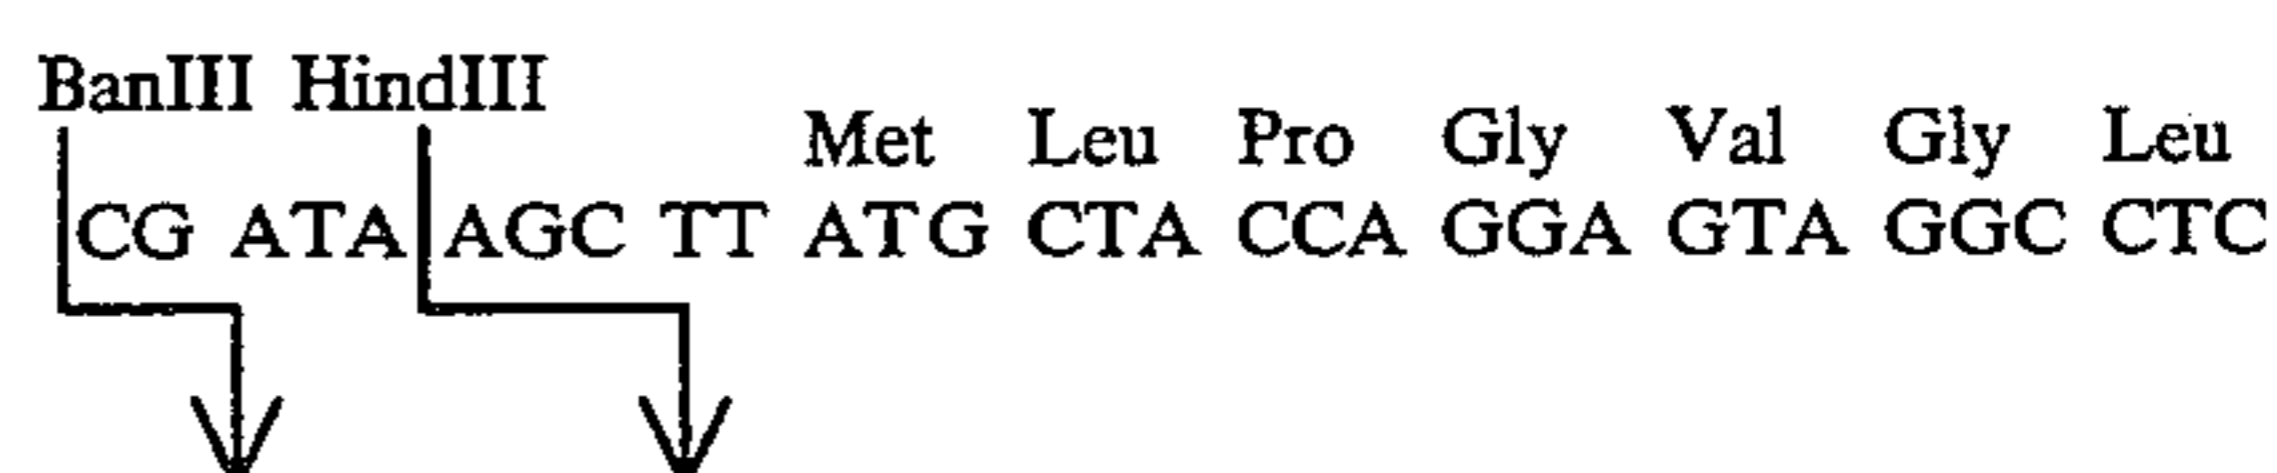 BanIII HindIII
Met Leu Pro Gly Val Gly Leu
CG ATA AGC TT ATG CTA CCA GGA GTA GGC CTC